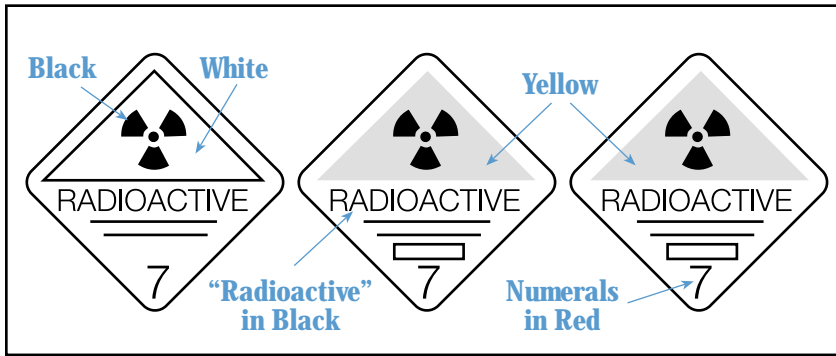 Black
White
Yellow
RADIOACTIVE
RADIOACTIVE
RADIOACTIVE
7
7
7
“Radioactive”
in Black
Numerals
in Red